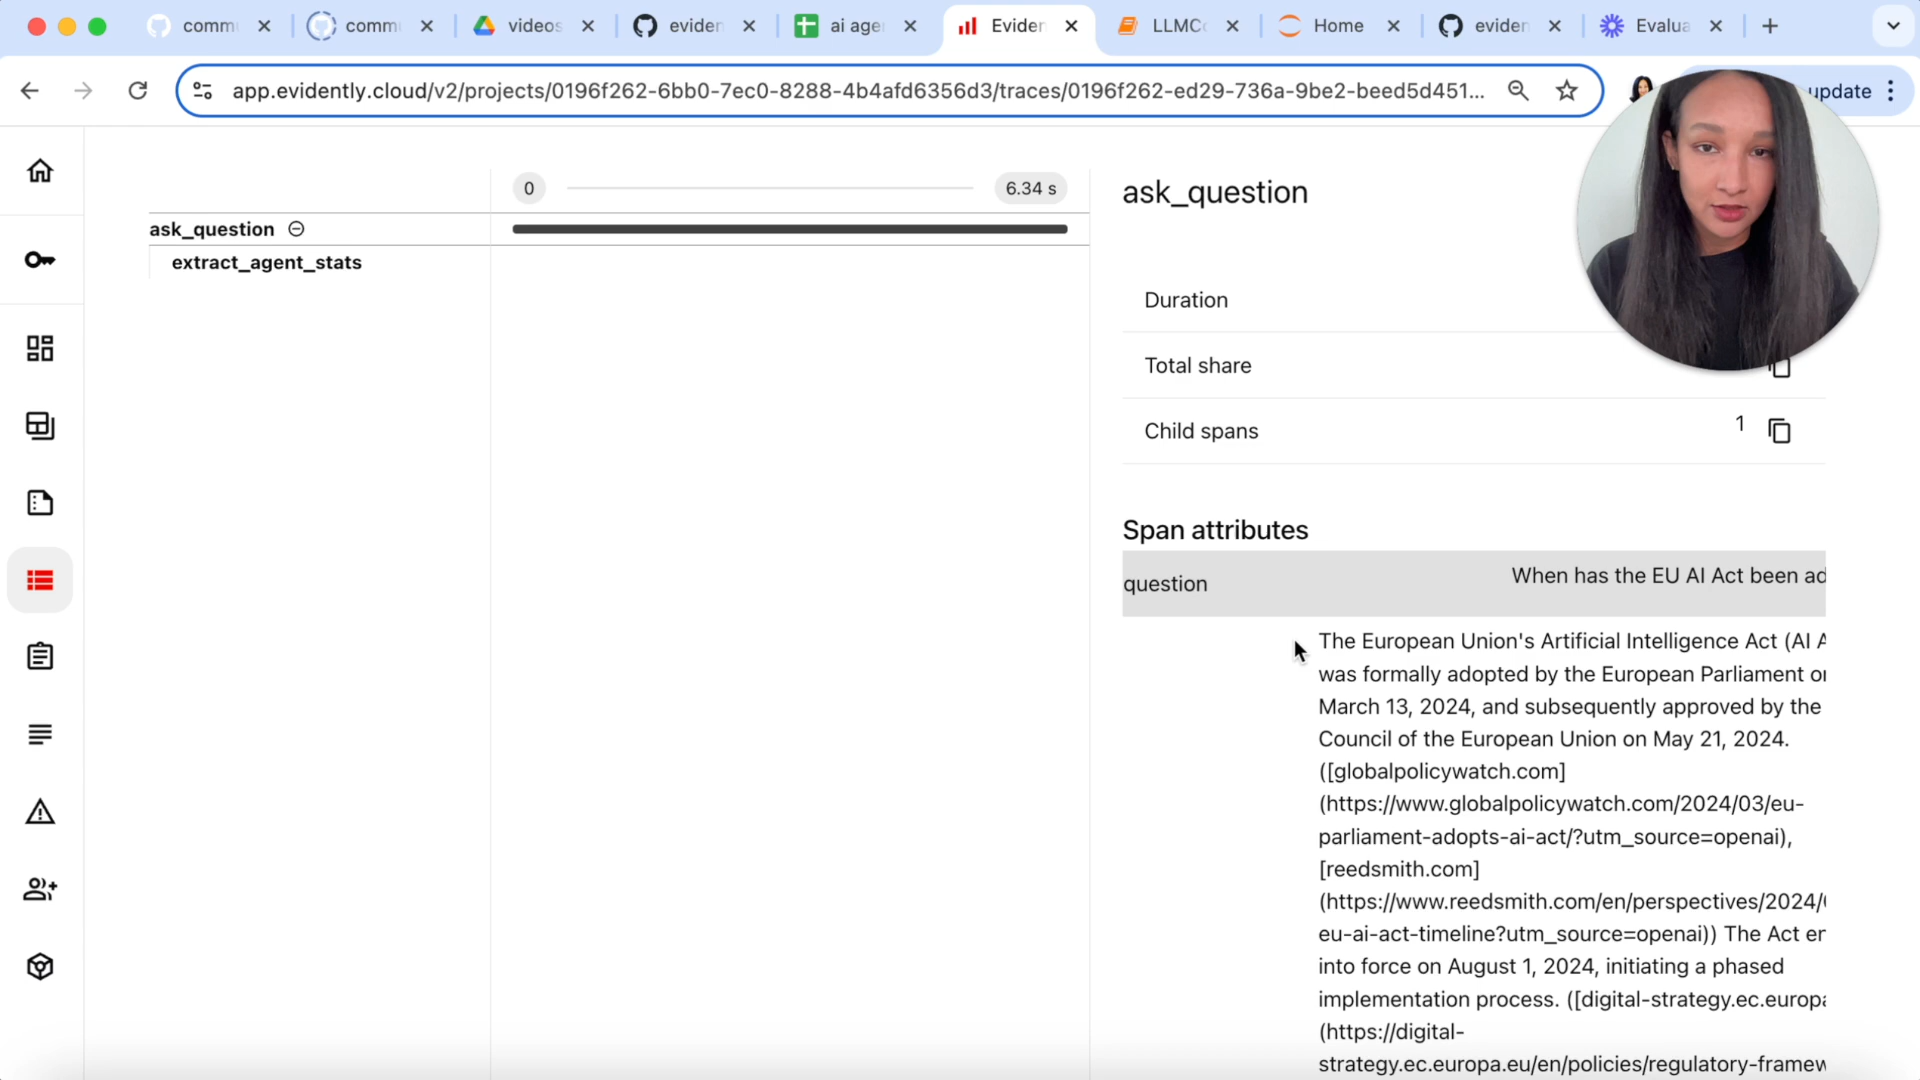 comm
comm
videos
eviden
ai age
Eviden
LLMC
Home
eviden
Evalua
app.evidently.cloud/v2/projects/0196f262-6bb0-7ec0-8288-4b4afd6356d3/traces/0196f262-ed29-736a-9be2-beed5d451...
update
0
6.34 s
ask_question
extract_agent_stats
ask_question
Duration
Total share
Child spans
1
Span attributes
question
When has the EU AI Act been ad
The European Union's Artificial Intelligence Act (AI A
was formally adopted by the European Parliament on
March 13, 2024, and subsequently approved by the
Council of the European Union on May 21, 2024.
([globalpolicywatch.com]
(https://www.globalpolicywatch.com/2024/03/eu-
parliament-adopts-ai-act/?utm_source=openai),
[reedsmith.com]
(https://www.reedsmith.com/en/perspectives/2024/
eu-ai-act-timeline?utm_source=openai)) The Act en
into force on August 1, 2024, initiating a phased
implementation process. ([digital-strategy.ec.europa
(https://digital-
strategy.ec.europa.eu/en/policies/regulatory-framew